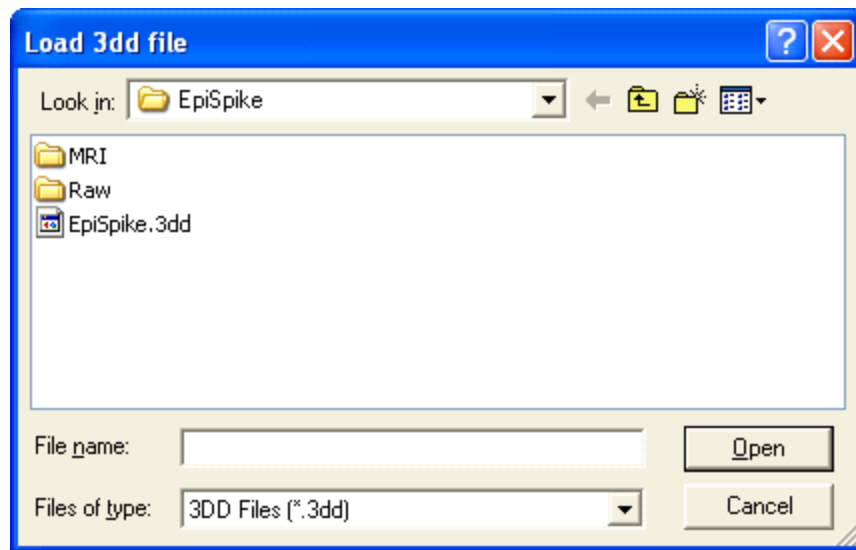 Load 3dd file
Look in: EpiSpike
MRI
Raw
EpiSpike.3dd
File name:
Open
Files of type: 3DD Files (*.3dd)
Cancel